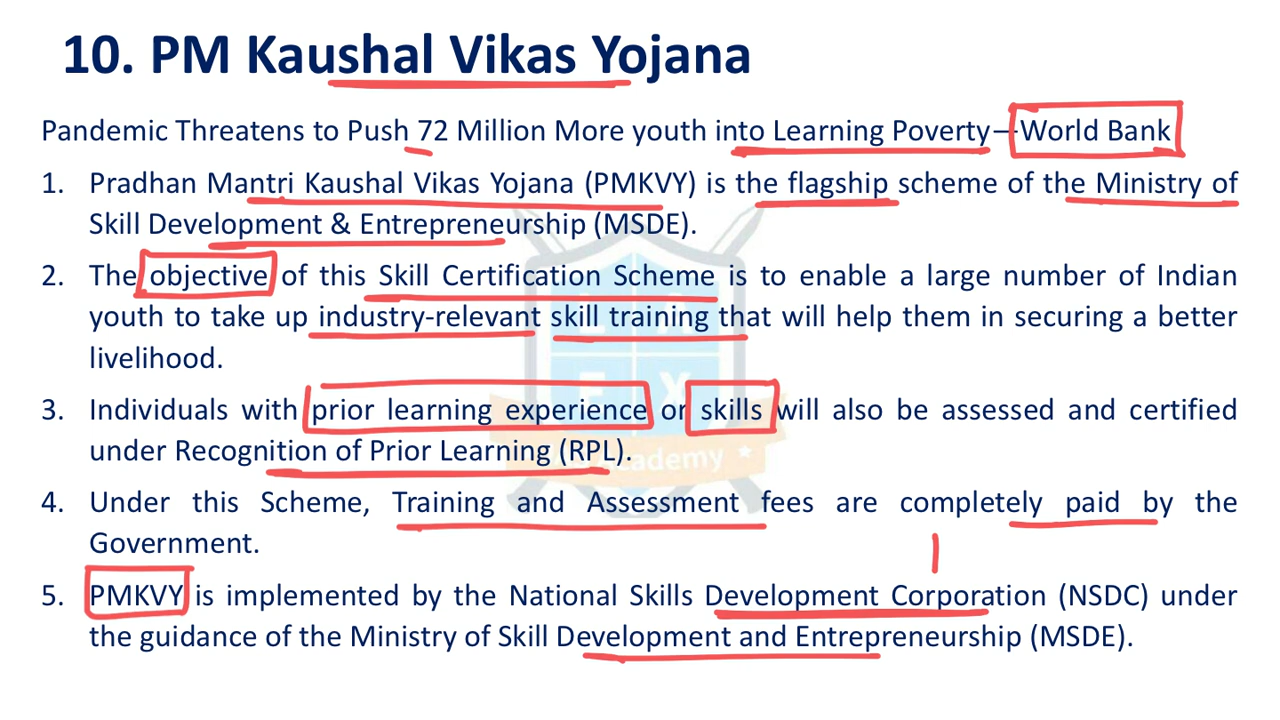 10. PM Kaushal Vikas Yojana
Pandemic Threatens to Push 72 Million More youth into Learning Poverty—World Bank
1. Pradhan Mantri Kaushal Vikas Yojana (PMKVY) is the flagship scheme of the Ministry of
Skill Development & Entrepreneurship (MSDE).
2. The objective of this Skill Certification Scheme is to enable a large number of Indian
youth to take up industry-relevant skill training that will help them in securing a better
livelihood.
3. Individuals with prior learning experience or skills will also be assessed and certified
under Recognition of Prior Learning (RPL).
Academy
4. Under this Scheme, Training and Assessment fees are completely paid by the
Government.
5. PMKVY is implemented by the National Skills Development Corporation (NSDC) under
the guidance of the Ministry of Skill Development and Entrepreneurship (MSDE).